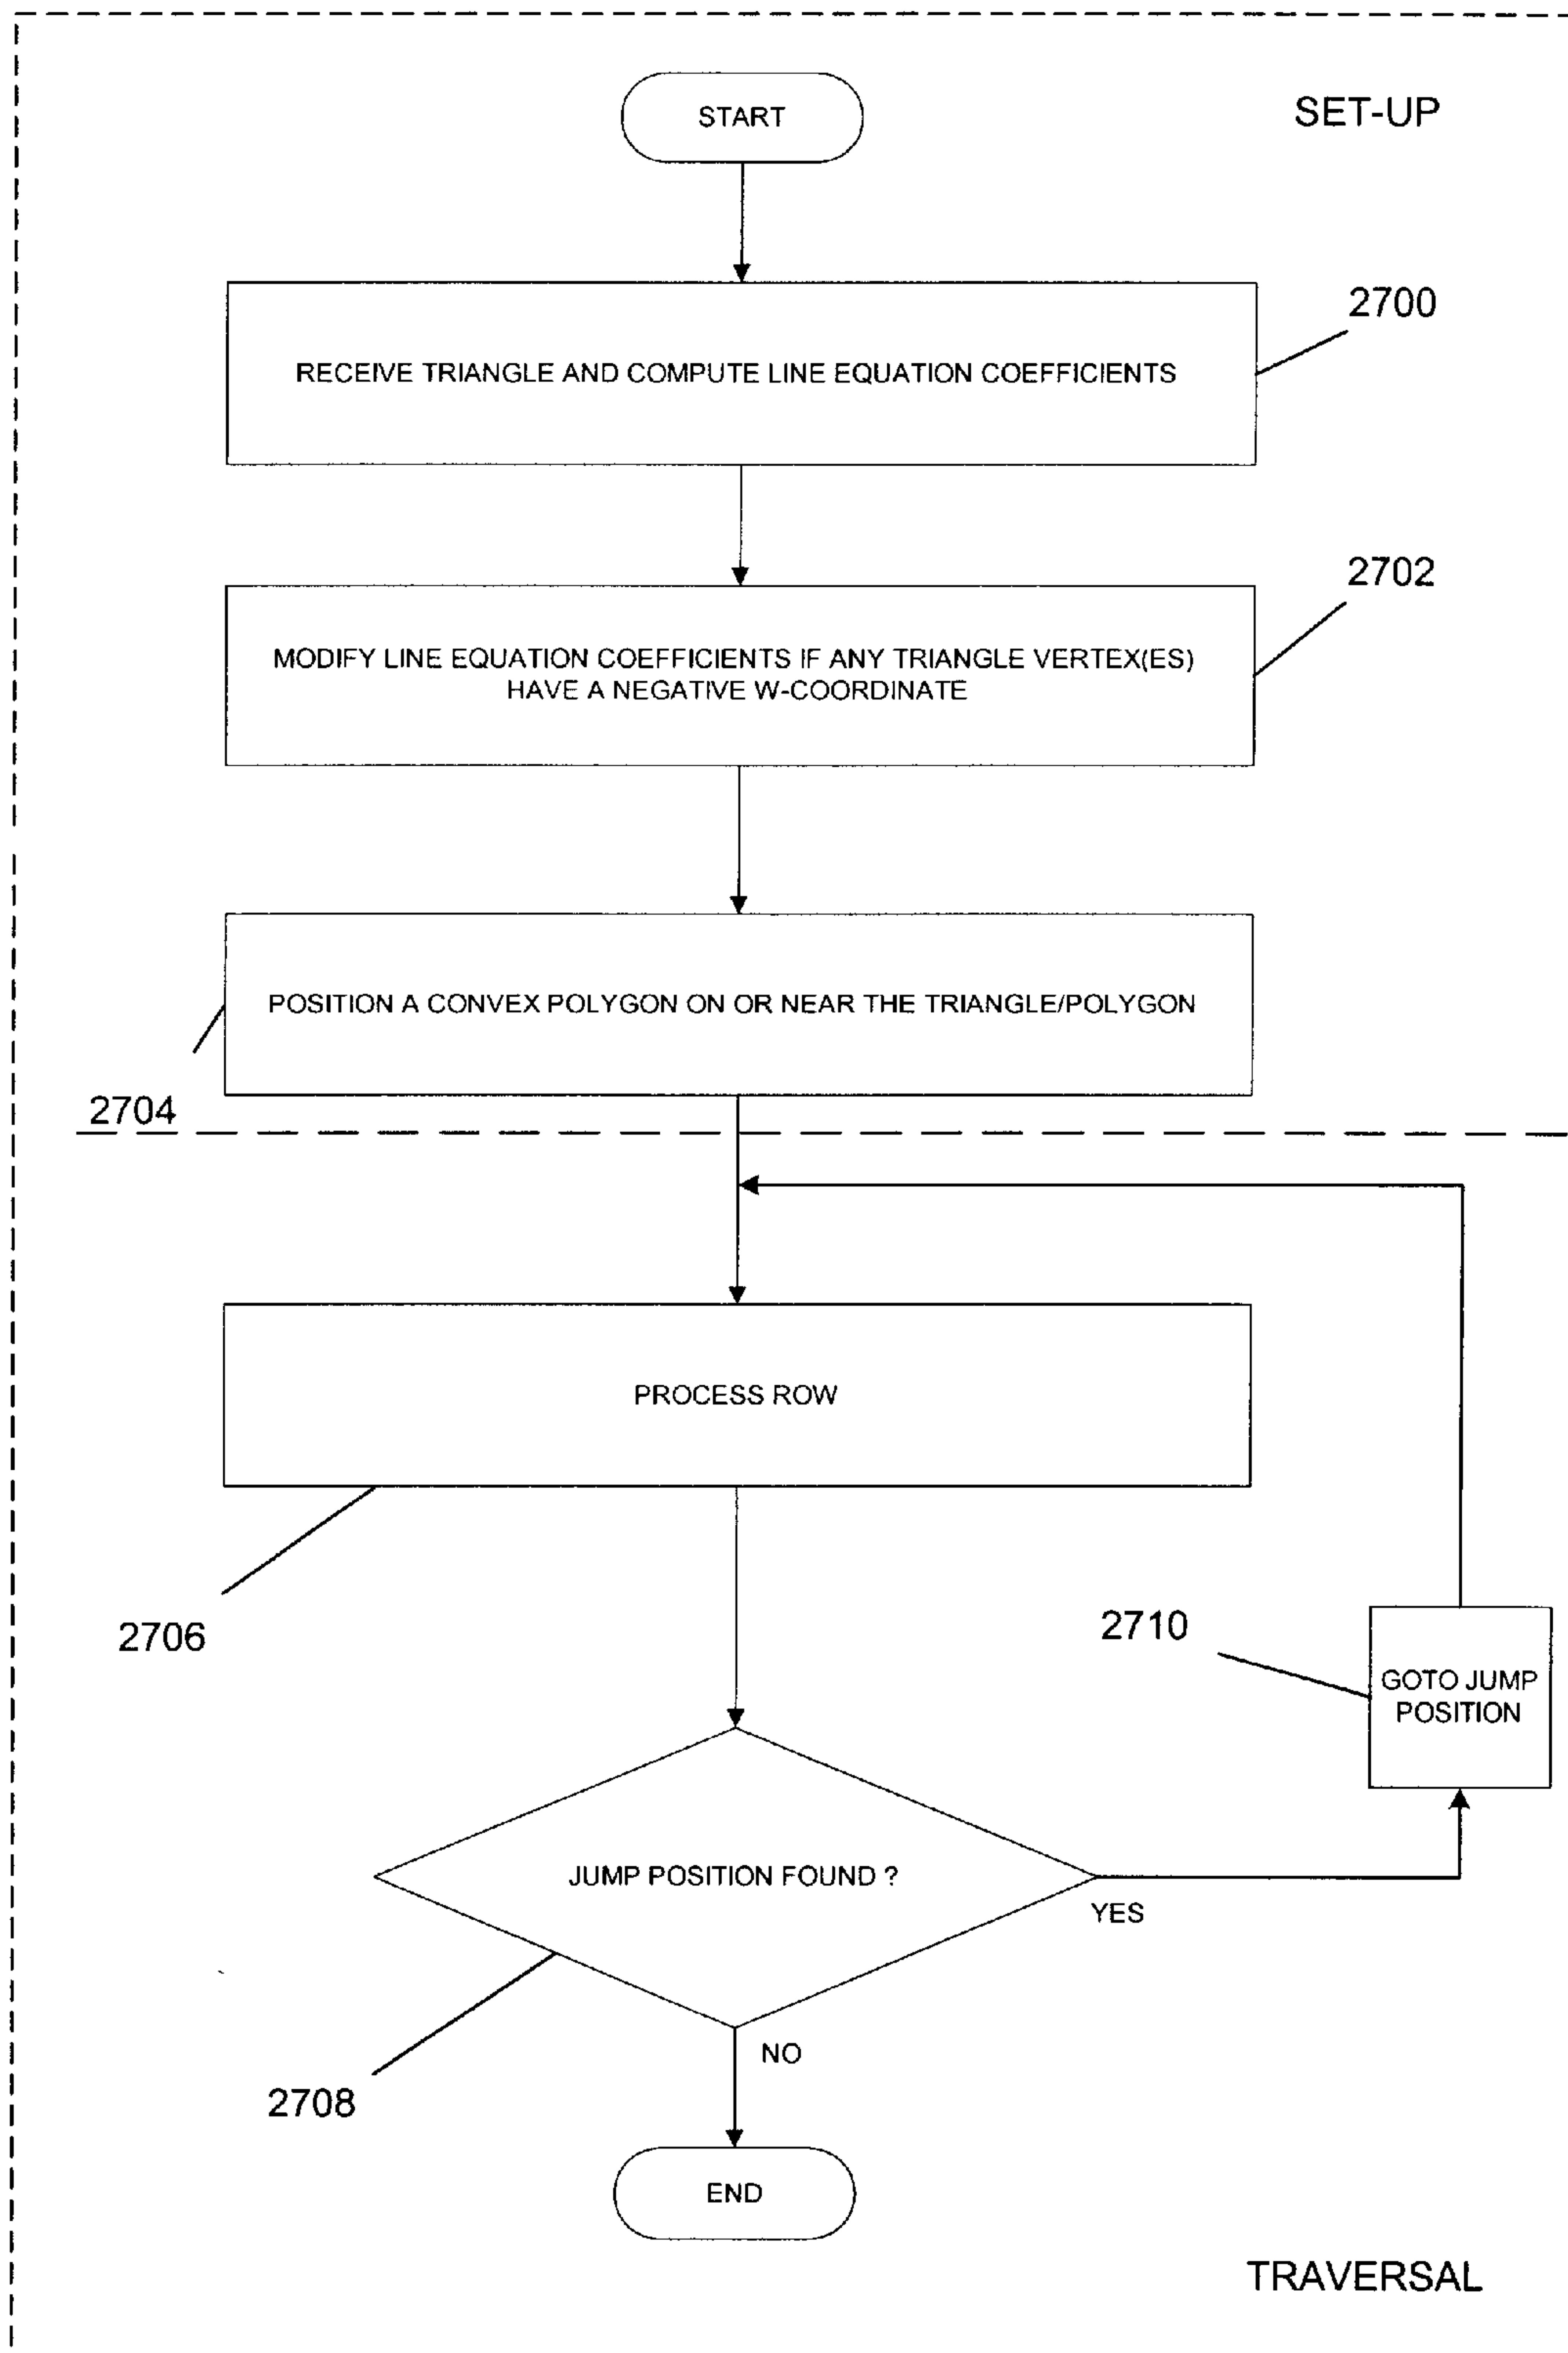 START
SET-UP
2700
RECEIVE TRIANGLE AND COMPUTE LINE EQUATION COEFFICIENTS
2702
MODIFY LINE EQUATION COEFFICIENTS IF ANY TRIANGLE VERTEX(ES)
HAVE A NEGATIVE W-COORDINATE
POSITION A CONVEX POLYGON ON OR NEAR THE TRIANGLE/POLYGON
2704
PROCESS ROW
2706
2710
GOTO JUMP
POSITION
JUMP POSITION FOUND ?
YES
NO
2708
END
TRAVERSAL